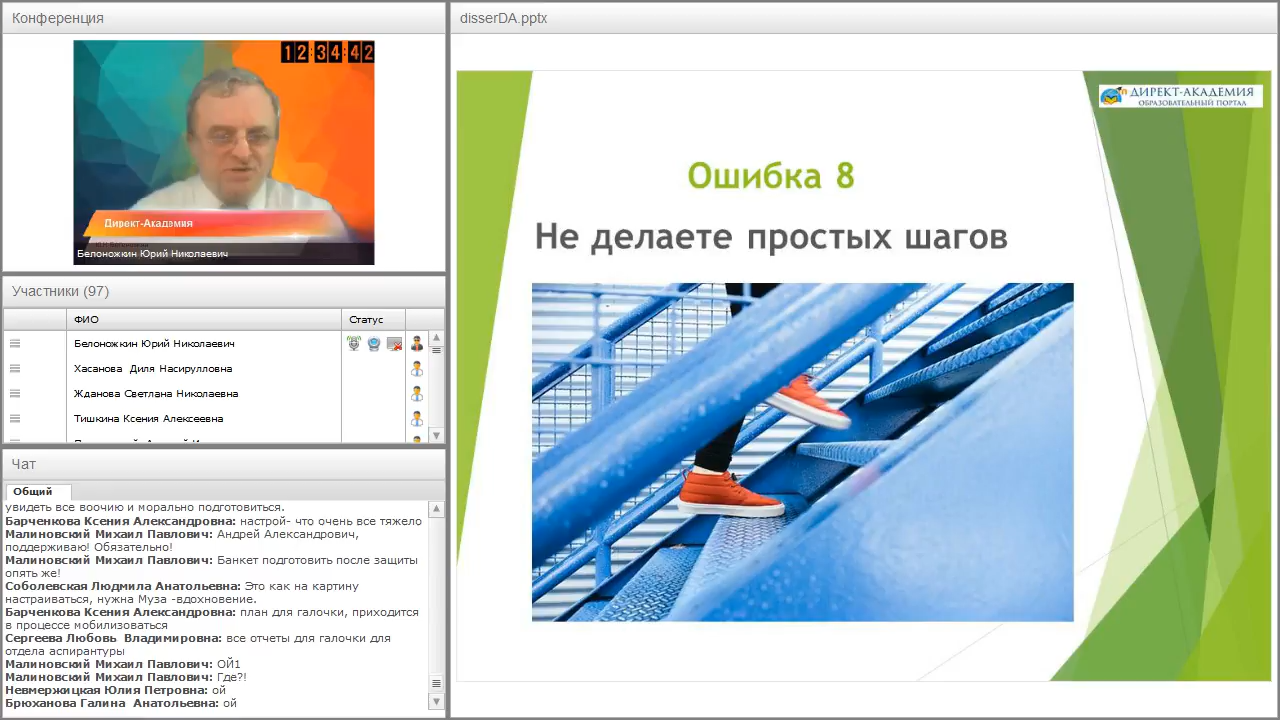 Конференция
12:34:42
Директ-Академия
Белоножкин Юрий Николаевич
Участники (97)
ФИО
Статус
Белоножкин Юрий Николаевич
Хасанова Диля Насирулловна
Жданова Светлана Николаевна
Тишкина Ксения Алексеевна
Чат
Общий
увидеть все воочию и морально подготовиться.
Барченкова Ксения Александровна: настрой- что очень все тяжело
Малиновский Михаил Павлович: Андрей Александрович,
поддерживаю! Обязательно!
Малиновский Михаил Павлович: Банкет подготовить после защиты
опять же!
Соболевская Людмила Анатольевна: Это как на картину
настраиваться, нужна Муза -вдохновение.
Барченкова Ксения Александровна: план для галочки, приходится
в процессе мобилизоваться
Сергеева Любовь Владимировна: все отчеты для галочки для
отдела аспирантуры
Малиновский Михаил Павлович: ОЙ1
Малиновский Михаил Павлович: Где?!
Невмержицкая Юлия Петровна: ой
Брюханова Галина Анатольевна: ой
disserDA.pptx
ДИРЕКТ-АКАДЕМИЯ
ОБРАЗОВАТЕЛЬНЫЙ ПОРТАЛ
Ошибка 8
Не делаете простых шагов